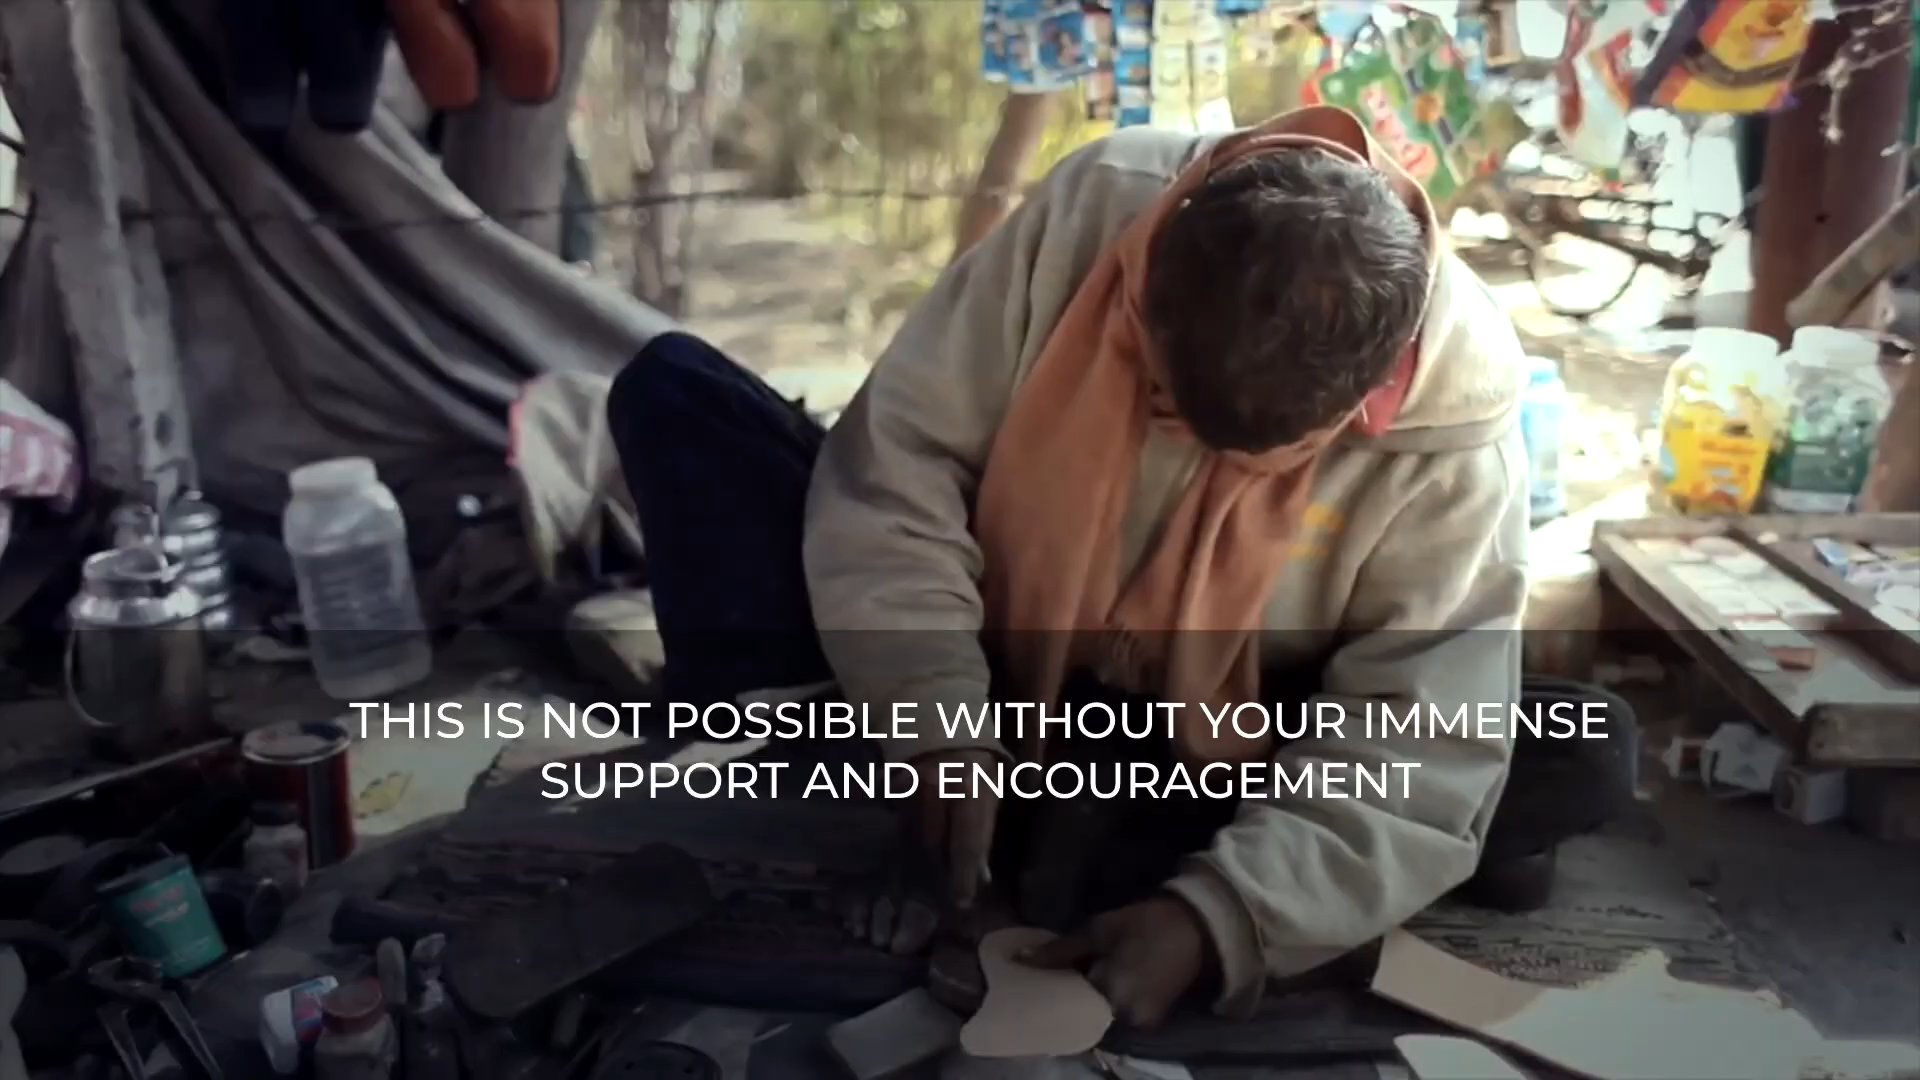 THIS IS NOT POSSIBLE WITHOUT YOUR IMMENSE
SUPPORT AND ENCOURAGEMENT